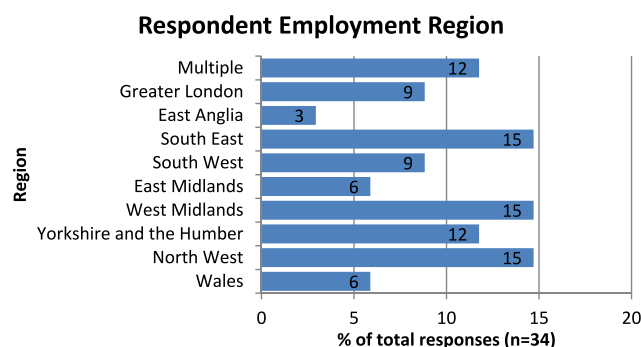 Respondent Employment Region
Multiple 12
Greater London 9
East Anglia 3
South East 15
South West 9
East Midlands 6
West Midlands 15
Yorkshire and the Humber 12
North West 15
Wales 6
Region
0 5 10 15 20
% of total responses (n=34)